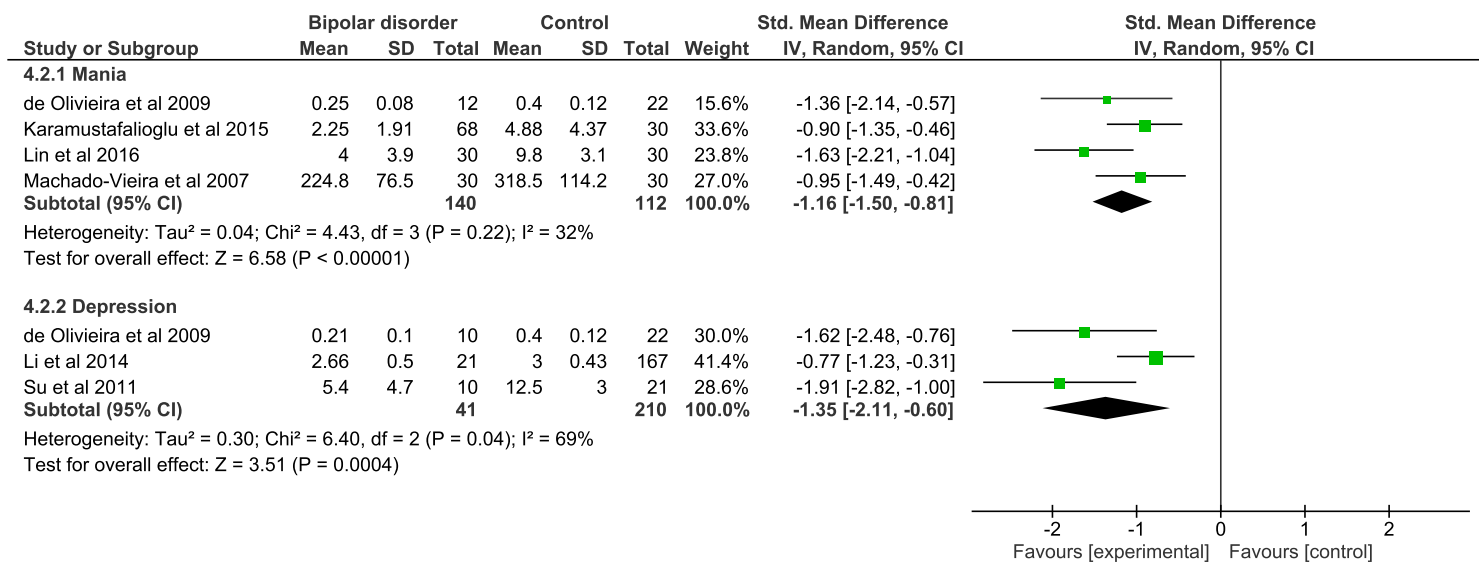 Bipolar disorder Control Std. Mean Difference Std. Mean Difference
Study or Subgroup Mean SD Total Mean SD Total Weight IV, Random, 95% CI IV, Random, 95% CI
4.2.1 Mania
de Olivieira et al 2009 0.25 0.08 12 0.4 0.12 22 15.6% -1.36 [-2.14, -0.57]
Karamustafalioglu et al 2015 2.25 1.91 68 4.88 4.37 30 33.6% -0.90 [-1.35, -0.46]
Lin et al 2016 4 3.9 30 9.8 3.1 30 23.8% -1.63 [-2.21, -1.04]
Machado-Vieira et al 2007 224.8 76.5 30 318.5 114.2 30 27.0% -0.95 [-1.49, -0.42]
Subtotal (95% CI) 140 112 100.0% -1.16 [-1.50, -0.81]
Heterogeneity: Tau² = 0.04; Chi² = 4.43, df = 3 (P = 0.22); I² = 32%
Test for overall effect: Z = 6.58 (P < 0.00001)
4.2.2 Depression
de Olivieira et al 2009 0.21 0.1 10 0.4 0.12 22 30.0% -1.62 [-2.48, -0.76]
Li et al 2014 2.66 0.5 21 3 0.43 167 41.4% -0.77 [-1.23, -0.31]
Su et al 2011 5.4 4.7 10 12.5 3 21 28.6% -1.91 [-2.82, -1.00]
Subtotal (95% CI) 41 210 100.0% -1.35 [-2.11, -0.60]
Heterogeneity: Tau² = 0.30; Chi² = 6.40, df = 2 (P = 0.04); I² = 69%
Test for overall effect: Z = 3.51 (P = 0.0004)
-2 -1 0 1 2
Favours [experimental] Favours [control]